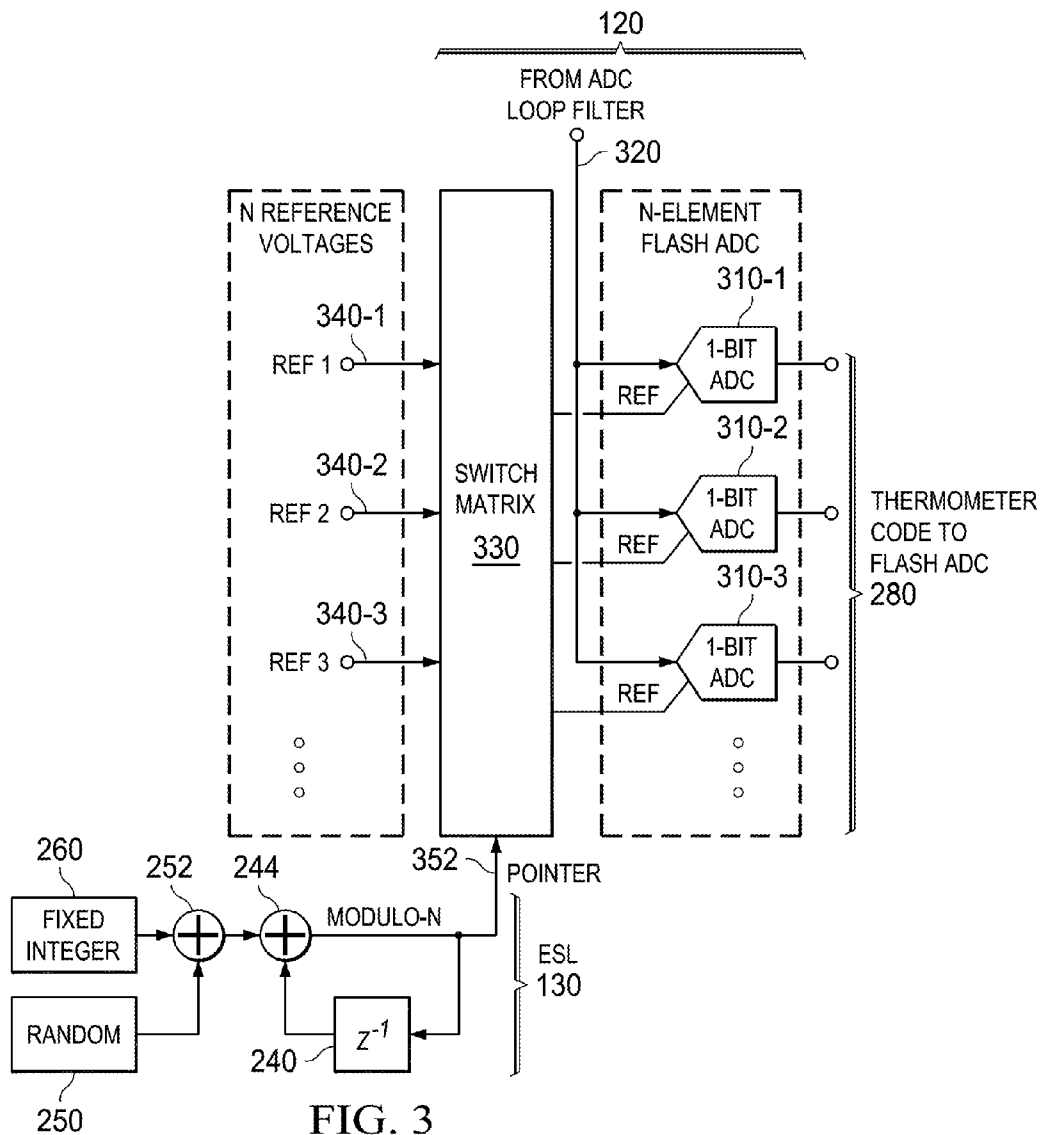 120
FROM ADC
LOOP FILTER
320
N REFERENCE
VOLTAGES
N-ELEMENT
FLASH ADC
340-1
REF 1
310-1
1-BIT
ADC
REF
340-2
REF 2
SWITCH
MATRIX
330
310-2
1-BIT
ADC
REF
THERMOMETER
CODE TO
FLASH ADC
280
340-3
REF 3
310-3
1-BIT
ADC
REF
260
252
244
352
POINTER
FIXED
INTEGER
MODULO-N
ESL
130
RANDOM
Z-1
240
250
FIG. 3